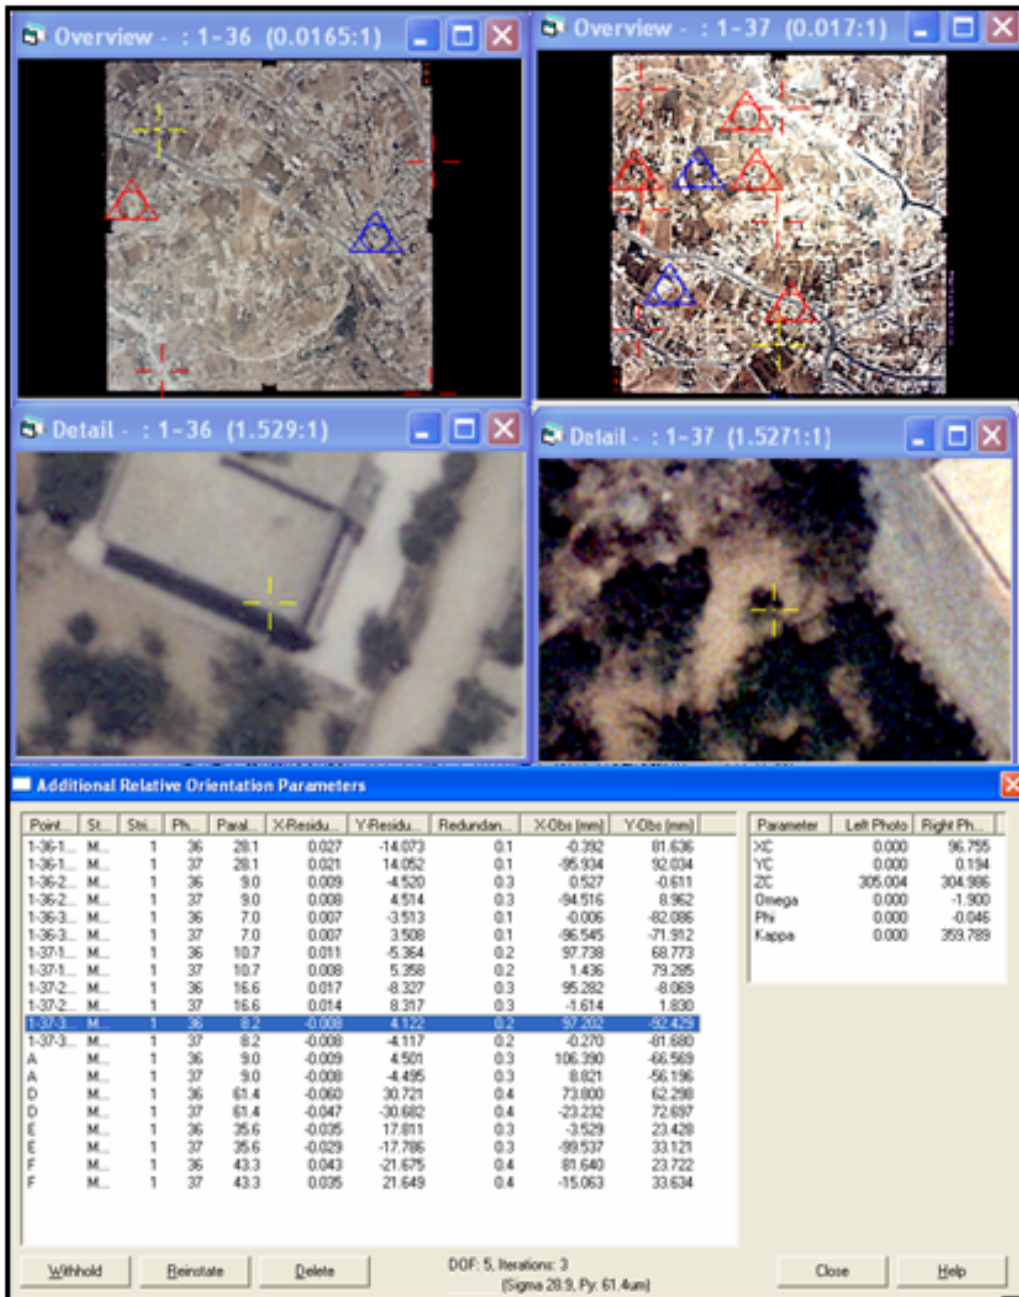 Overview - : 1-36 (0.0165:1)
Overview - : 1-37 (0.017:1)
Detail - : 1-36 (1.529:1)
Detail - : 1-37 (1.5271:1)
Additional Relative Orientation Parameters
Point... St... Stri... Ph... Paral... X-Residu... Y-Residu... Redundan... X-Obs (mm) Y-Obs (mm)
1-36-1... M... 1 36 28.1 0.027 -14.073 0.1 -0.392 81.636
1-36-1... M... 1 37 28.1 0.021 14.052 0.1 -95.934 92.034
1-36-2... M... 1 36 9.0 0.009 -4.520 0.3 0.527 -0.611
1-36-2... M... 1 37 9.0 0.008 4.514 0.3 -94.516 8.962
1-36-3... M... 1 36 7.0 0.007 -3.513 0.1 -0.006 -82.086
1-36-3... M... 1 37 7.0 0.007 3.508 0.1 -96.545 -71.912
1-37-1... M... 1 36 10.7 0.011 -5.364 0.2 97.738 68.773
1-37-1... M... 1 37 10.7 0.008 5.358 0.2 1.436 79.285
1-37-2... M... 1 36 16.6 0.017 -8.327 0.3 95.282 -8.069
1-37-2... M... 1 37 16.6 0.014 8.317 0.3 -1.614 1.830
1-37-3... M... 1 36 8.2 -0.008 4.122 0.2 97.202 -92.429
1-37-3... M... 1 37 8.2 -0.008 -4.117 0.2 -0.270 -81.680
A M... 1 36 9.0 -0.009 4.501 0.3 106.390 -66.569
A M... 1 37 9.0 -0.008 -4.495 0.3 8.821 -56.196
D M... 1 36 61.4 -0.060 30.721 0.4 73.800 62.298
D M... 1 37 61.4 -0.047 -30.682 0.4 -23.232 72.697
E M... 1 36 35.6 -0.035 17.811 0.3 -3.529 23.428
E M... 1 37 35.6 -0.029 -17.786 0.3 -99.537 33.121
F M... 1 36 43.3 0.043 -21.675 0.4 81.640 23.722
F M... 1 37 43.3 0.035 21.649 0.4 -15.063 33.634
Parameter Left Photo Right Ph...
XC 0.000 96.755
YC 0.000 0.194
ZC 305.004 304.986
Omega 0.000 -1.900
Phi 0.000 -0.046
Kappa 0.000 359.789
Withhold Reinstate Delete
DOF: 5, Iterations: 3
(Sigma 28.9, Py: 61.4um)
Close Help